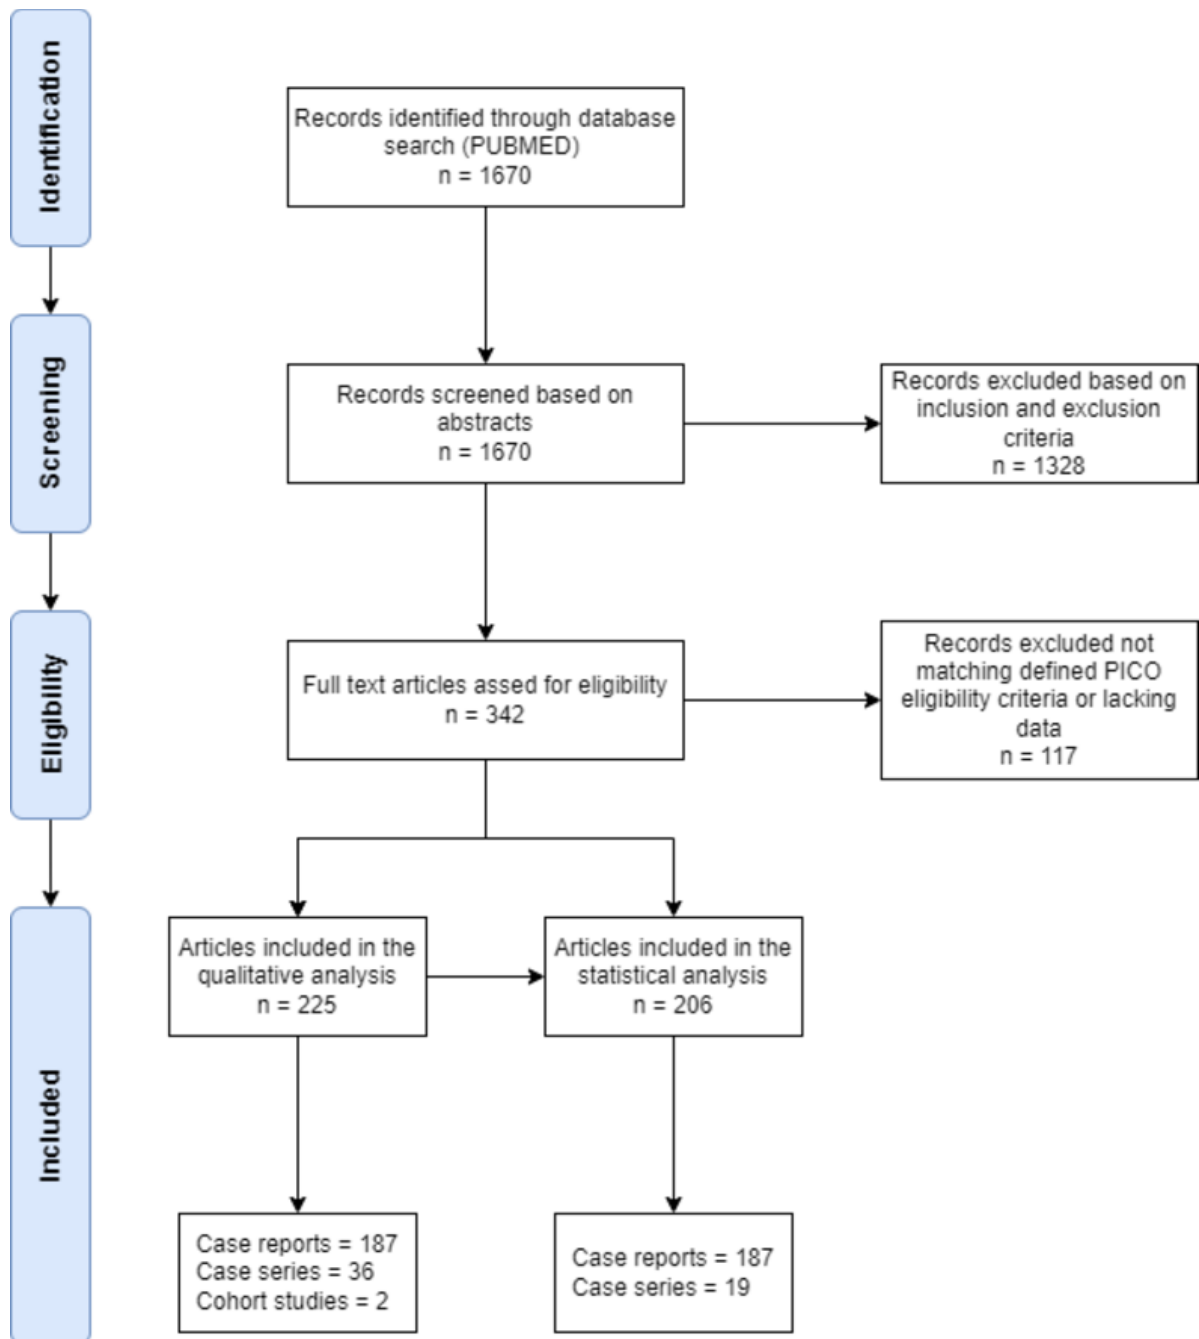 Identification
Records identified through database
search (PUBMED)
n = 1670
Screening
Records screened based on
abstracts
n = 1670
Records excluded based on
inclusion and exclusion
criteria
n = 1328
Eligibility
Full text articles assed for eligibility
n = 342
Records excluded not
matching defined PICO
eligibility criteria or lacking
data
n = 117
Included
Articles included in the
qualitative analysis
n = 225
Articles included in the
statistical analysis
n = 206
Case reports = 187
Case series = 36
Cohort studies = 2
Case reports = 187
Case series = 19